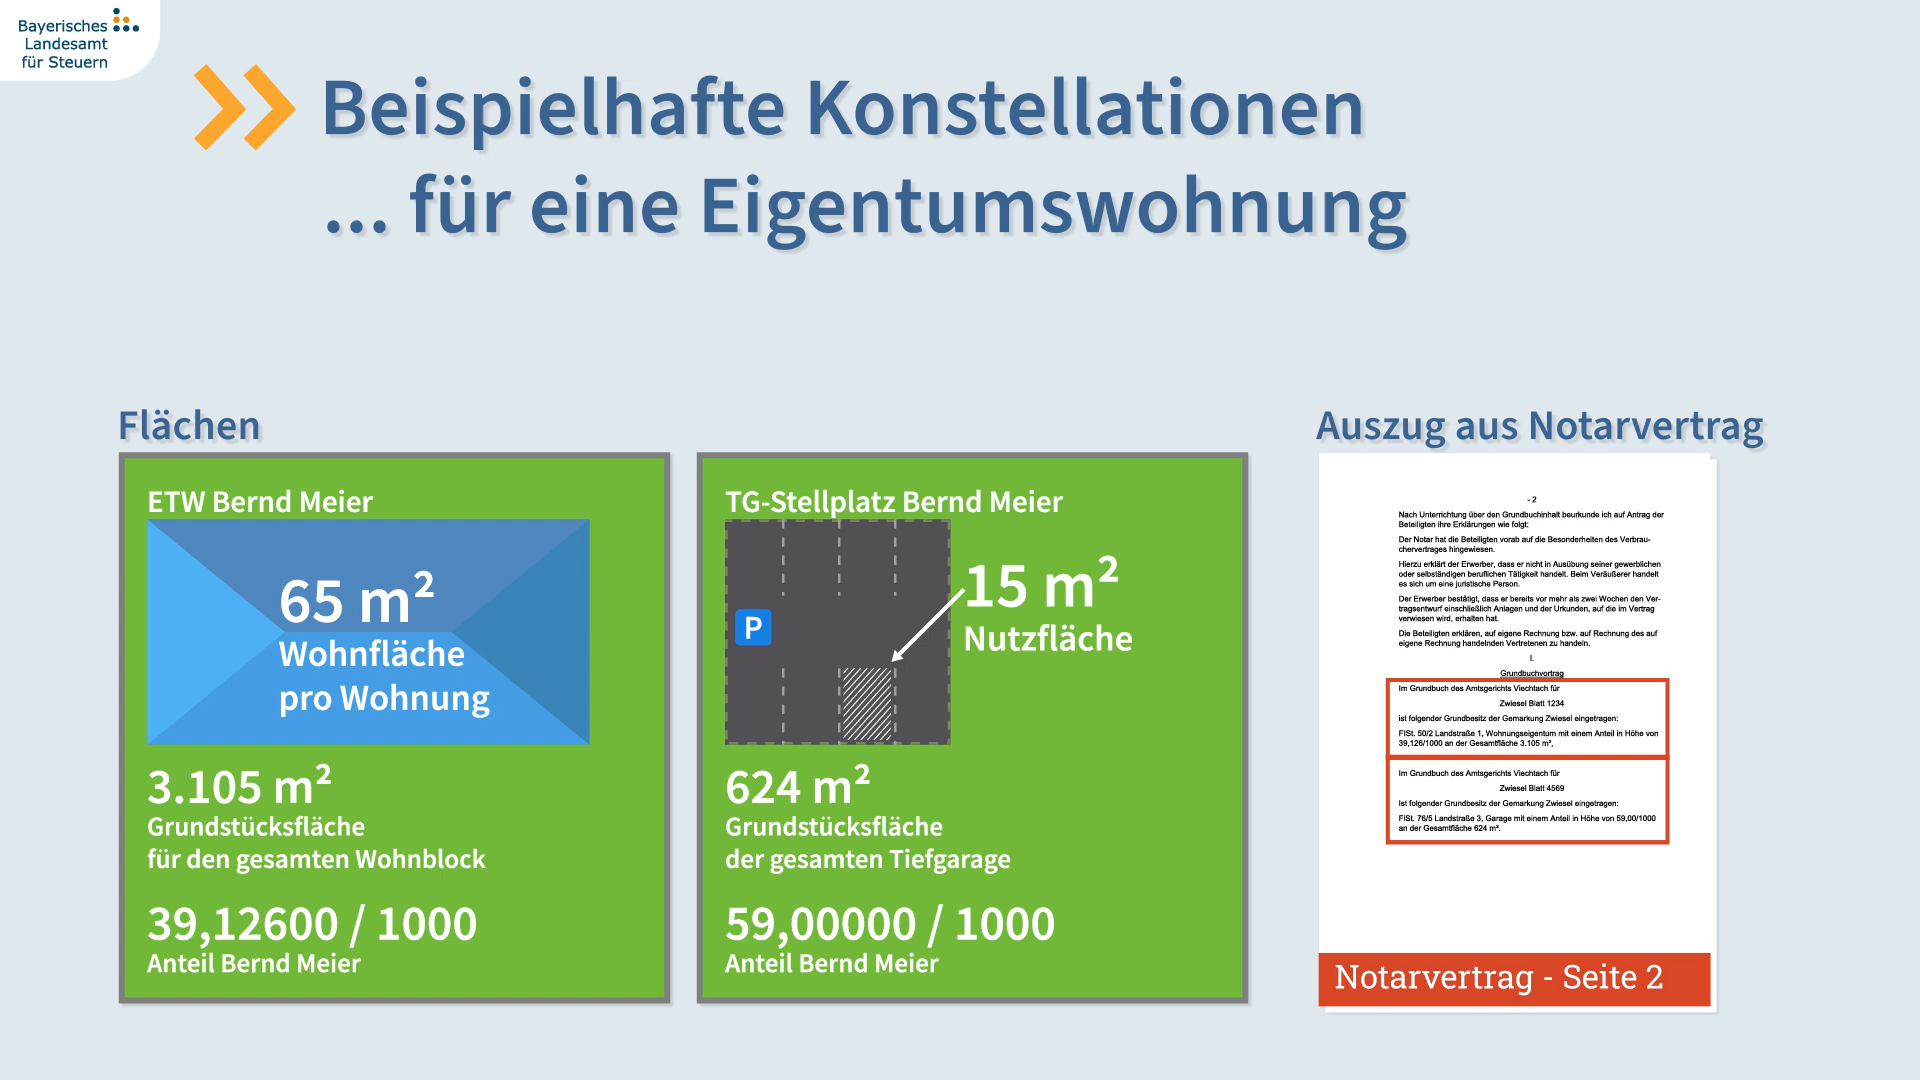 Bayerisches
Landesamt
für Steuern
Beispielhafte Konstellationen
... für eine Eigentumswohnung
Flächen
ETW Bernd Meier
65 m²
Wohnfläche
pro Wohnung
3.105 m²
Grundstücksfläche
für den gesamten Wohnblock
39,12600 / 1000
Anteil Bernd Meier
TG-Stellplatz Bernd Meier
P
15 m²
Nutzfläche
624 m²
Grundstücksfläche
der gesamten Tiefgarage
59,00000 / 1000
Anteil Bernd Meier
Auszug aus Notarvertrag
- 2
Nach Unterrichtung über den Grundbuchinhalt beurkunde ich auf Antrag der
Beteiligten ihre Erklärungen wie folgt:
Der Notar hat die Beteiligten vorab auf die Besonderheiten des Verbrau-
chervertrages hingewiesen.
Hierzu erklärt der Erwerber, dass er nicht in Ausübung seiner gewerblichen
oder selbständigen beruflichen Tätigkeit handelt. Beim Veräußerer handelt
es sich um eine juristische Person.
Der Erwerber bestätigt, dass er bereits vor mehr als zwei Wochen den Ver-
tragsentwurf einschließlich Anlagen und der Urkunden, auf die im Vertrag
verwiesen wird, erhalten hat.
Die Beteiligten erklären, auf eigene Rechnung bzw. auf Rechnung des auf
eigene Rechnung handelnden Vertretenen zu handeln.
I.
Grundbuchvortrag
Im Grundbuch des Amtsgerichts Viechtach für
Zwiesel Blatt 1234
ist folgender Grundbesitz der Gemarkung Zwiesel eingetragen:
FlSt. 50/2 Landstraße 1, Wohnungseigentum mit einem Anteil in Höhe von
39,126/1000 an der Gesamtfläche 3.105 m²,
Im Grundbuch des Amtsgerichts Viechtach für
Zwiesel Blatt 4569
Ist folgender Grundbesitz der Gemarkung Zwiesel eingetragen:
FlSt. 76/5 Landstraße 3, Garage mit einem Anteil in Höhe von 59,00/1000
an der Gesamtfläche 624 m².
Notarvertrag - Seite 2